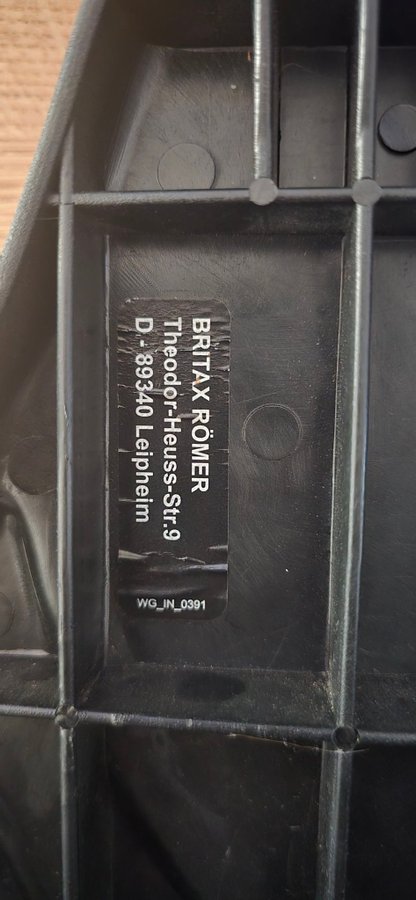 BRITAX RÖMER
Theodor-Heuss-Str.9
D - 89340 Leipheim
WG_IN_0391